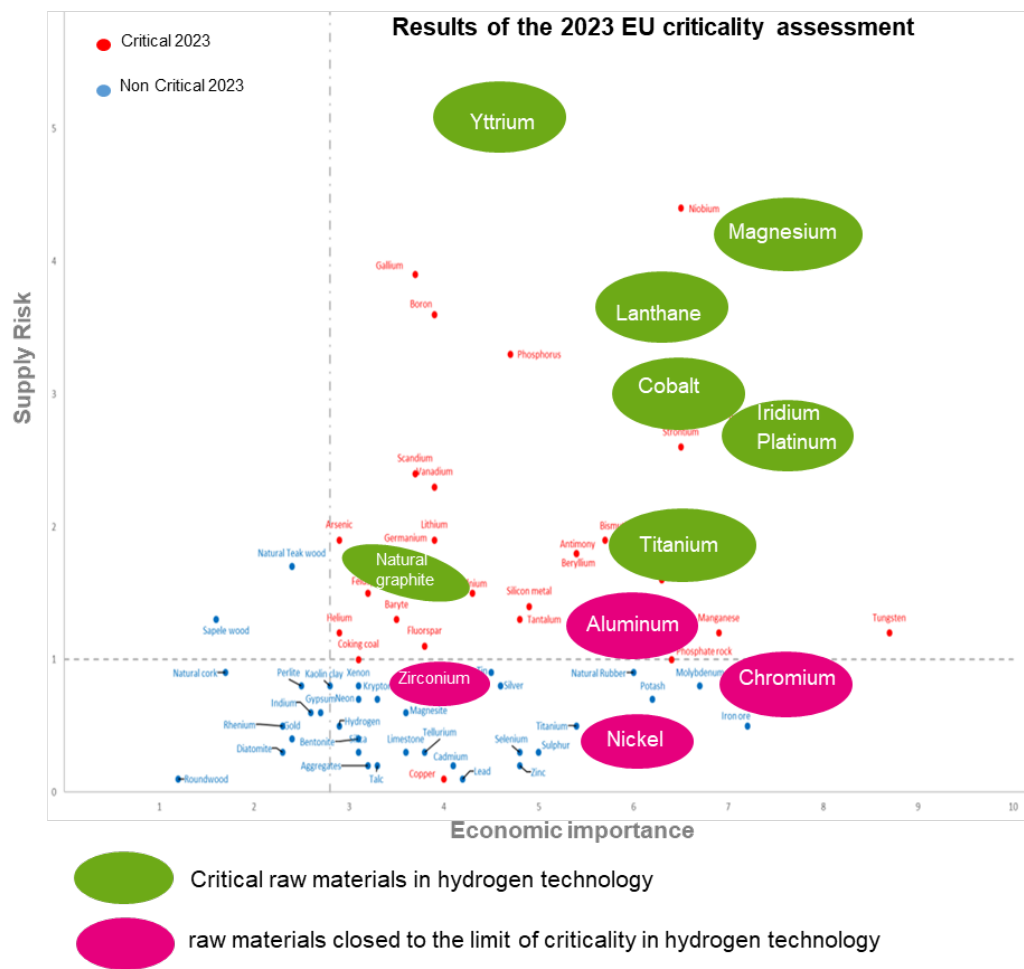 Results of the 2023 EU criticality assessment
Critical 2023
Non Critical 2023
Yttrium
5
Niobium
Magnesium
4
Gallium
Boron
Lanthane
Phosphorus
Supply Risk
3
Cobalt
Iridium
Platinum
Strontium
Scandium
Vanadium
2
Arsenic
Lithium
Germanium
Natural Teak wood
Antimony
Beryllium
Titanium
Natural
graphite
Silicon metal
Baryte
Tantalum
Sapele wood
Helium
Fluorspar
Aluminum
Manganese
Tungsten
Coking coal
Phosphate rock
1
Natural cork
Perlite
Kaolin clay
Xenon
Krypton
Zirconium
Silver
Natural Rubber
Molybdenum
Chromium
Potash
Indium
Gypsum
Neon
Magnesite
Iron ore
Rhenium
Gold
Hydrogen
Titanium
Nickel
Diatomite
Bentonite
Limestone
Tellurium
Selenium
Sulphur
Cadmium
Aggregates
Talc
Copper
Lead
Zinc
Roundwood
0
1 2 3 4 5 6 7 8 9 10
Economic importance
Critical raw materials in hydrogen technology
raw materials closed to the limit of criticality in hydrogen technology